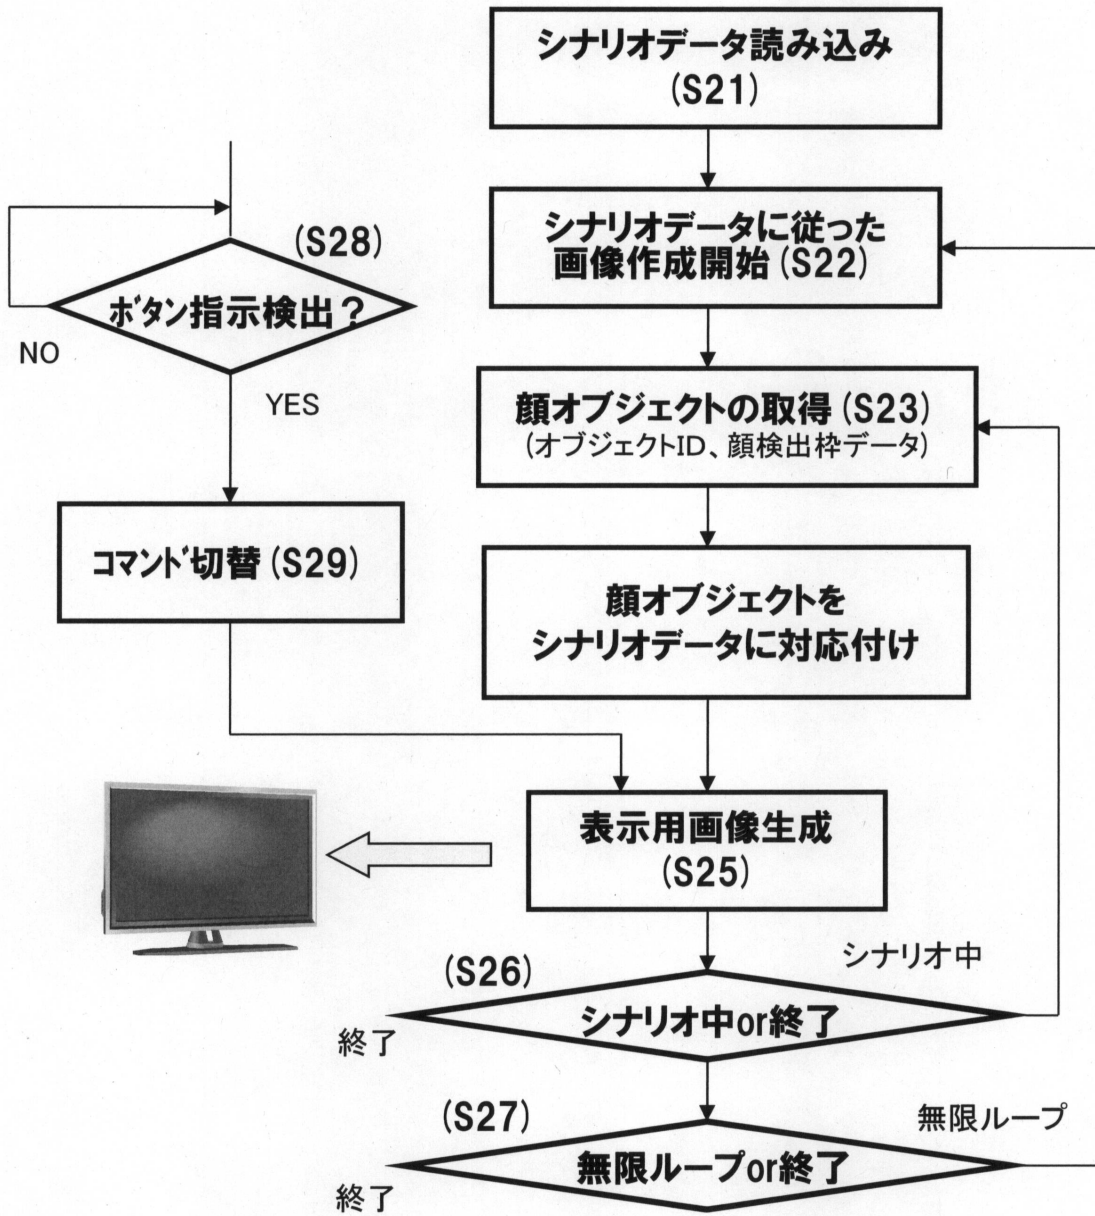 シナリオデータ読み込み
(S21)
シナリオデータに従った
画像作成開始(S22)
(S28)
ボタン指示検出?
NO
YES
顔オブジェクトの取得(S23)
(オブジェクトID、顔検出枠データ)
コマンド切替(S29)
顔オブジェクトを
シナリオデータに対応付け
表示用画像生成
(S25)
シナリオ中
(S26)
シナリオ中or終了
終了
(S27)
無限ループ
無限ループor終了
終了